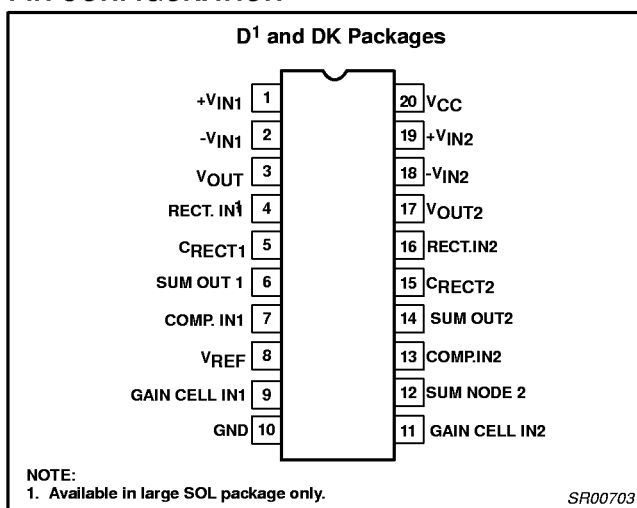 D¹ and DK Packages
+VIN1 1
-VIN1 2
VOUT 3
1
RECT. IN1 4
CRECT1 5
SUM OUT 1 6
COMP. IN1 7
VREF 8
GAIN CELL IN1 9
GND 10
20 VCC
19 +VIN2
18 -VIN2
17 VOUT2
16 RECT.IN2
15 CRECT2
14 SUM OUT2
13 COMP.IN2
12 SUM NODE 2
11 GAIN CELL IN2
NOTE:
1. Available in large SOL package only.
SR00703